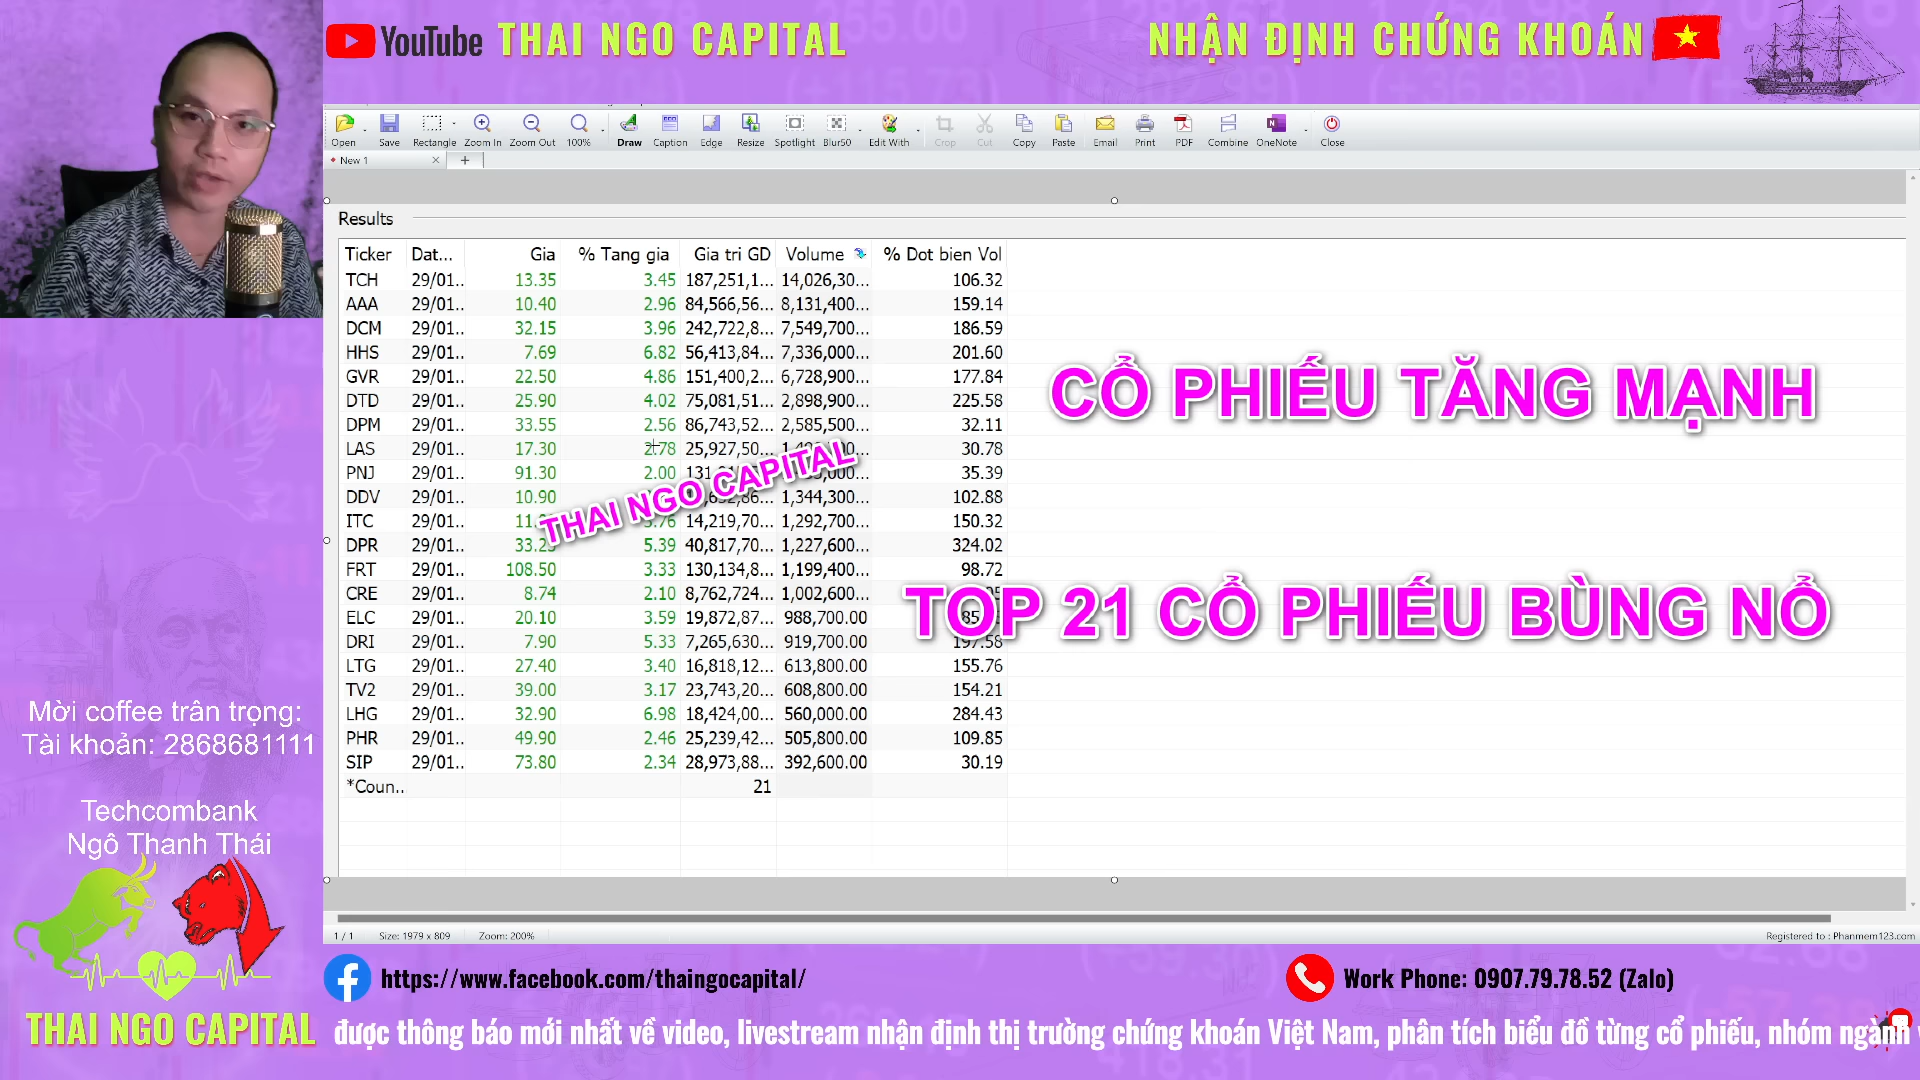 YouTube THAI NGO CAPITAL
NHẬN ĐỊNH CHỨNG KHOÁN
Open Save Rectangle Zoom In Zoom Out 100% Draw Caption Edge Resize Spotlight Blur50 Edit With Crop Cut Copy Paste Email Print PDF Combine OneNote Close
New 1
Results
Ticker Dat... Gia % Tang gia Gia tri GD Volume % Dot bien Vol
TCH 29/01.. 13.35 3.45 187,251,1... 14,026,30... 106.32
AAA 29/01.. 10.40 2.96 84,566,56... 8,131,400... 159.14
DCM 29/01.. 32.15 3.96 242,722,8... 7,549,700... 186.59
HHS 29/01.. 7.69 6.82 56,413,84... 7,336,000... 201.60
GVR 29/01.. 22.50 4.86 151,400,2... 6,728,900... 177.84
DTD 29/01.. 25.90 4.02 75,081,51... 2,898,900... 225.58
DPM 29/01.. 33.55 2.56 86,743,52... 2,585,500... 32.11
LAS 29/01.. 17.30 2.78 25,927,50... 30.78
PNJ 29/01.. 91.30 2.00 35.39
DDV 29/01.. 10.90 1,344,300... 102.88
ITC 29/01.. 14,219,70... 1,292,700... 150.32
DPR 29/01.. 33.25 5.39 40,817,70... 1,227,600... 324.02
FRT 29/01.. 108.50 3.33 130,134,8... 1,199,400... 98.72
CRE 29/01.. 8.74 2.10 8,762,724... 1,002,600...
ELC 29/01.. 20.10 3.59 19,872,87... 988,700.00
DRI 29/01.. 7.90 5.33 7,265,630... 919,700.00 197.58
LTG 29/01.. 27.40 3.40 16,818,12... 613,800.00 155.76
TV2 29/01.. 39.00 3.17 23,743,20... 608,800.00 154.21
LHG 29/01.. 32.90 6.98 18,424,00... 560,000.00 284.43
PHR 29/01.. 49.90 2.46 25,239,42... 505,800.00 109.85
SIP 29/01.. 73.80 2.34 28,973,88... 392,600.00 30.19
*Coun.. 21
THAI NGO CAPITAL
CỔ PHIẾU TĂNG MẠNH
TOP 21 CỔ PHIẾU BÙNG NỔ
1 / 1 Size: 1979 x 809 Zoom: 200%
Registered to : Phanmem123.com
Mời coffee trân trọng:
Tài khoản: 2868681111
Techcombank
Ngô Thanh Thái
THAI NGO CAPITAL
https://www.facebook.com/thaingocapital/
Work Phone: 0907.79.78.52 (Zalo)
được thông báo mới nhất về video, livestream nhận định thị trường chứng khoán Việt Nam, phân tích biểu đồ từng cổ phiếu, nhóm ngành